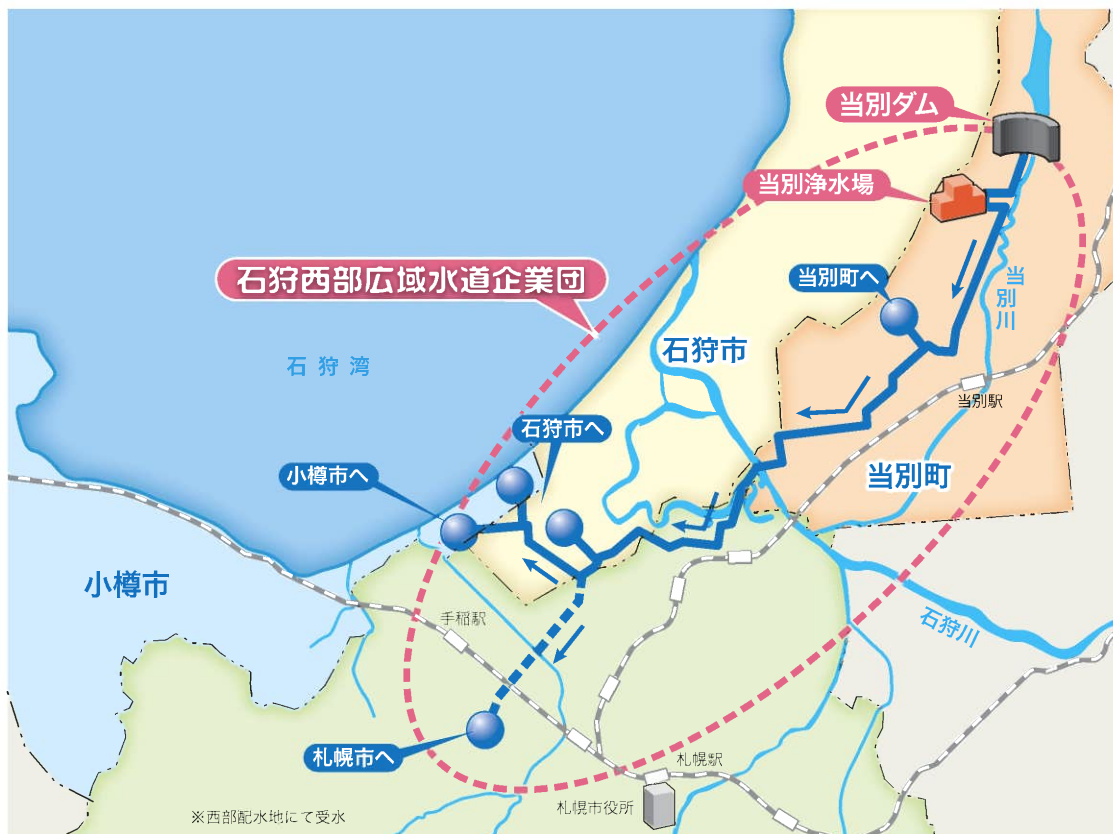 当別ダム
当別浄水場
石狩西部広域水道企業団
当別町へ
当別川
石狩市
石狩湾
当別駅
石狩市へ
小樽市へ
当別町
小樽市
手稲駅
石狩川
札幌市へ
札幌駅
札幌市役所
※西部配水地にて受水